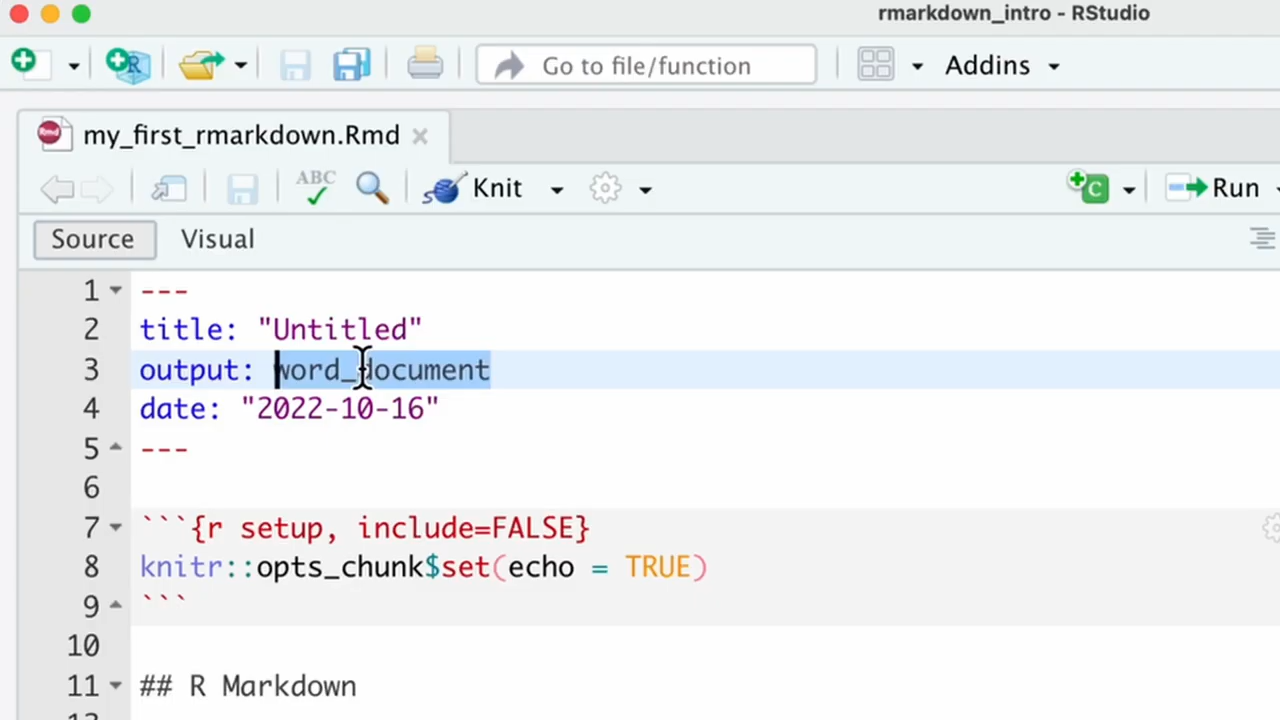 rmarkdown_intro - RStudio
Go to file/function
Addins
my_first_rmarkdown.Rmd
ABC
Knit
Run
Source
Visual
1 ---
2 title: "Untitled"
3 output: word_document
4 date: "2022-10-16"
5 ---
6
7 ```{r setup, include=FALSE}
8 knitr::opts_chunk$set(echo = TRUE)
9 ```
10
11 ## R Markdown